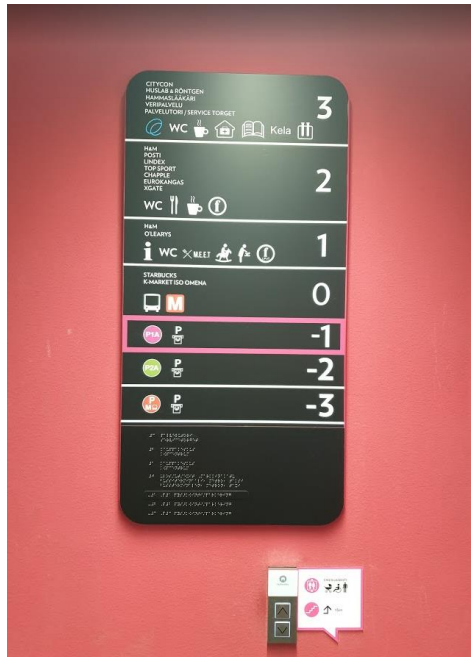 CITYCON
HUSLAB & RÖNTGEN
HAMMASLÄÄKÄRI
VERIPALVELU
PALVELUTORI / SERVICE TORGET
3
WC Kela
H&M
POSTI
LINDEX
TOP SPORT
CHAPPLE
EUROKANGAS
XGATE
2
WC
H&M
O'LEARYS
1
i WC MEET
STARBUCKS
K-MARKET ISO OMENA
0
M
P1A P -1
P2A P -2
P P -3